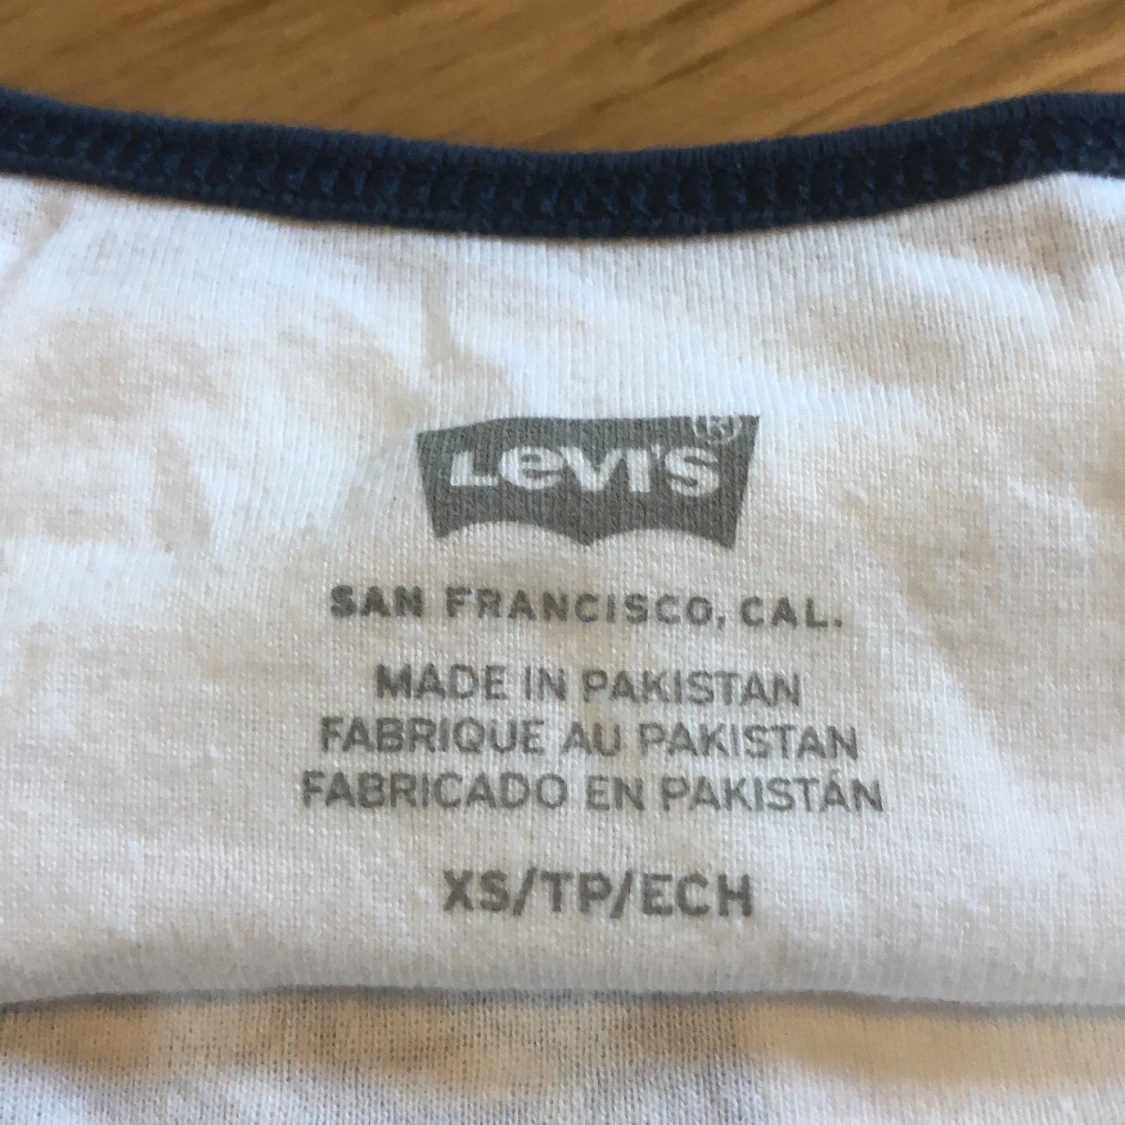 Levi's ®
SAN FRANCISCO, CAL.
MADE IN PAKISTAN
FABRIQUE AU PAKISTAN
FABRICADO EN PAKISTÁN
XS/TP/ECH